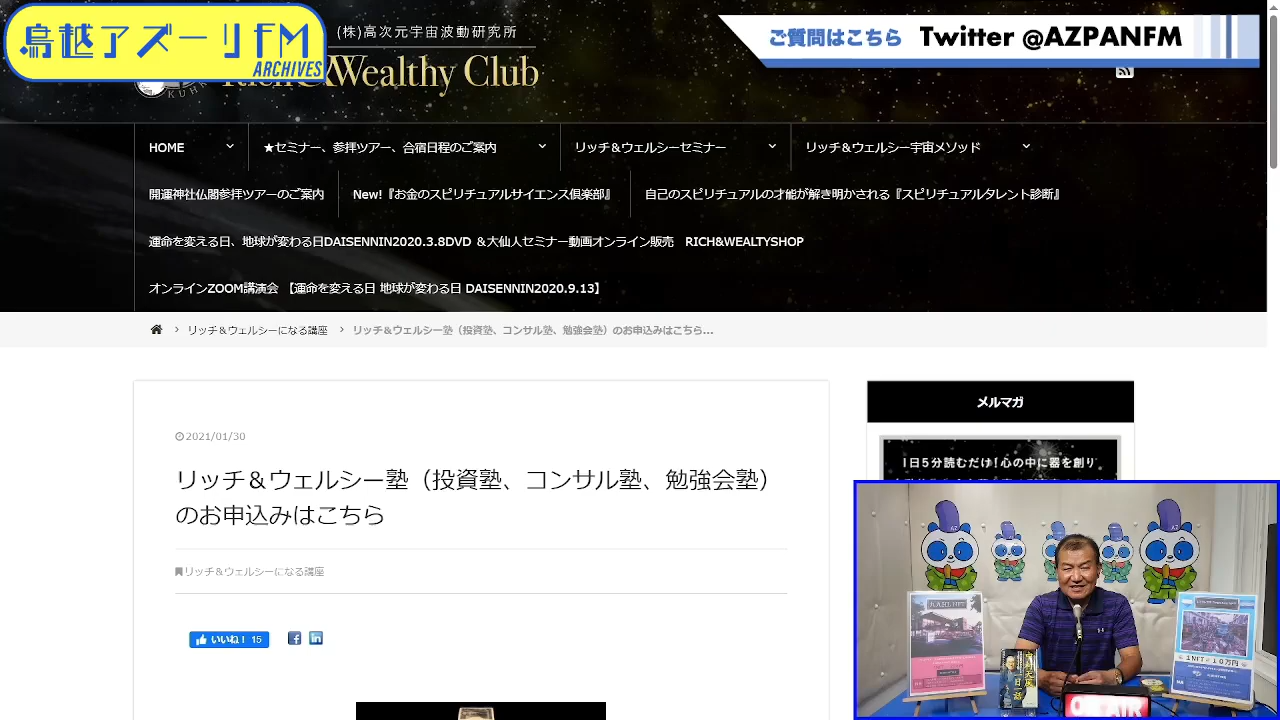 鳥越アズーリFM
ARCHIVES
(株)高次元宇宙波動研究所
Rich&Wealthy Club
ご質問はこちら Twitter @AZPANFM
HOME
★セミナー、参拝ツアー、合宿日程のご案内
リッチ＆ウェルシーセミナー
リッチ＆ウェルシー宇宙メソッド
開運神社仏閣参拝ツアーのご案内
New!『お金のスピリチュアルサイエンス倶楽部』
自己のスピリチュアルの才能が解き明かされる『スピリチュアルタレント診断』
運命を変える日、地球が変わる日DAISENNIN2020.3.8DVD ＆大仙人セミナー動画オンライン販売　RICH&WEALTYSHOP
オンラインZOOM講演会 【運命を変える日 地球が変わる日 DAISENNIN2020.9.13】
リッチ＆ウェルシーになる講座 > リッチ＆ウェルシー塾（投資塾、コンサル塾、勉強会塾）のお申込みはこちら...
2021/01/30
リッチ＆ウェルシー塾（投資塾、コンサル塾、勉強会塾）
のお申込みはこちら
リッチ＆ウェルシーになる講座
いいね！ 15
メルマガ
1日5分読むだけ！心の中に器を創り
KARUIZ
1NFT×10万円
ON AIR